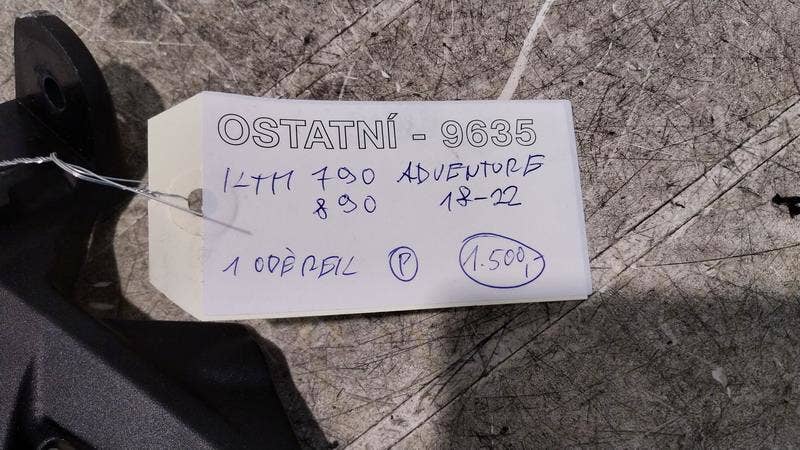 OSTATNÍ - 9635
KTM 790 ADVENTURE
890 18-22
1 ODĚREK P 1.500,-